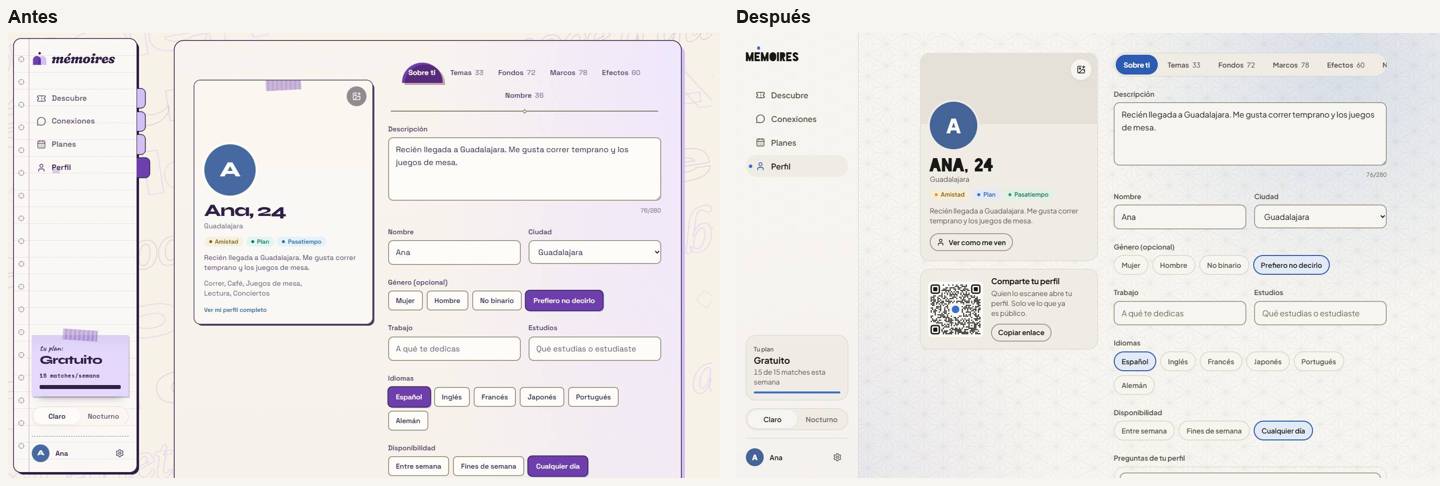 Antes
mémoires
Descubre
Conexiones
Planes
Perfil
tu plan:
Gratuito
15 matches/semana
Claro Nocturno
A Ana
A
Ana, 24
Guadalajara
Amistad Plan Pasatiempo
Recién llegada a Guadalajara. Me gusta correr
temprano y los juegos de mesa.
Correr, Café, Juegos de mesa,
Lectura, Conciertos
Ver mi perfil completo
Sobre ti Temas 33 Fondos 72 Marcos 78 Efectos 60
Nombre 36
Descripción
Recién llegada a Guadalajara. Me gusta correr temprano y los
juegos de mesa.
76/280
Nombre Ciudad
Ana Guadalajara
Género (opcional)
Mujer Hombre No binario Prefiero no decirlo
Trabajo Estudios
A qué te dedicas Qué estudias o estudiaste
Idiomas
Español Inglés Francés Japonés Portugués
Alemán
Disponibilidad
Entre semana Fines de semana Cualquier día
Después
MÉMOIRES
Descubre
Conexiones
Planes
Perfil
Tu plan
Gratuito
15 de 15 matches esta
semana
Claro Nocturno
A Ana
A
ANA, 24
Guadalajara
Amistad Plan Pasatiempo
Recién llegada a Guadalajara. Me gusta correr
temprano y los juegos de mesa.
Ver como me ven
Comparte tu perfil
Quien lo escanee abre tu
perfil. Solo ve lo que ya
es público.
Copiar enlace
Sobre ti Temas 33 Fondos 72 Marcos 78 Efectos 60 N
Descripción
Recién llegada a Guadalajara. Me gusta correr temprano y los juegos
de mesa.
76/280
Nombre Ciudad
Ana Guadalajara
Género (opcional)
Mujer Hombre No binario Prefiero no decirlo
Trabajo Estudios
A qué te dedicas Qué estudias o estudiaste
Idiomas
Español Inglés Francés Japonés Portugués
Alemán
Disponibilidad
Entre semana Fines de semana Cualquier día
Preguntas de tu perfil